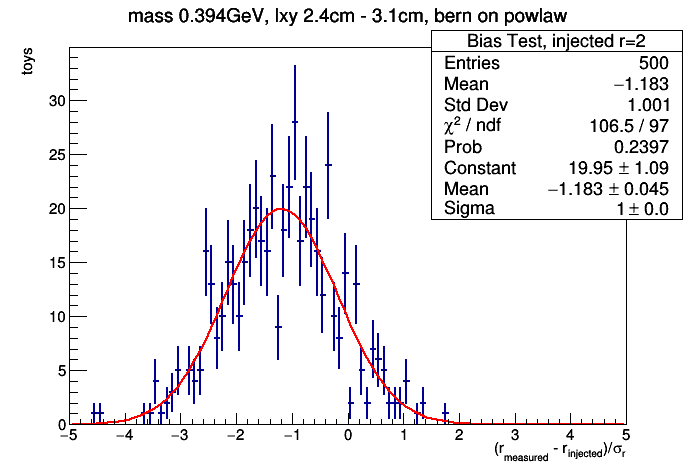 mass 0.394GeV, lxy 2.4cm - 3.1cm, bern on powlaw
Bias Test, injected r=2
Entries 500
Mean −1.183
Std Dev 1.001
χ² / ndf 106.5 / 97
Prob 0.2397
Constant 19.95 ± 1.09
Mean −1.183 ± 0.045
Sigma 1 ± 0.0
toys
30
25
20
15
10
5
0
−5 −4 −3 −2 −1 0 1 2 3 4 5
(r_measured - r_injected)/σ_r